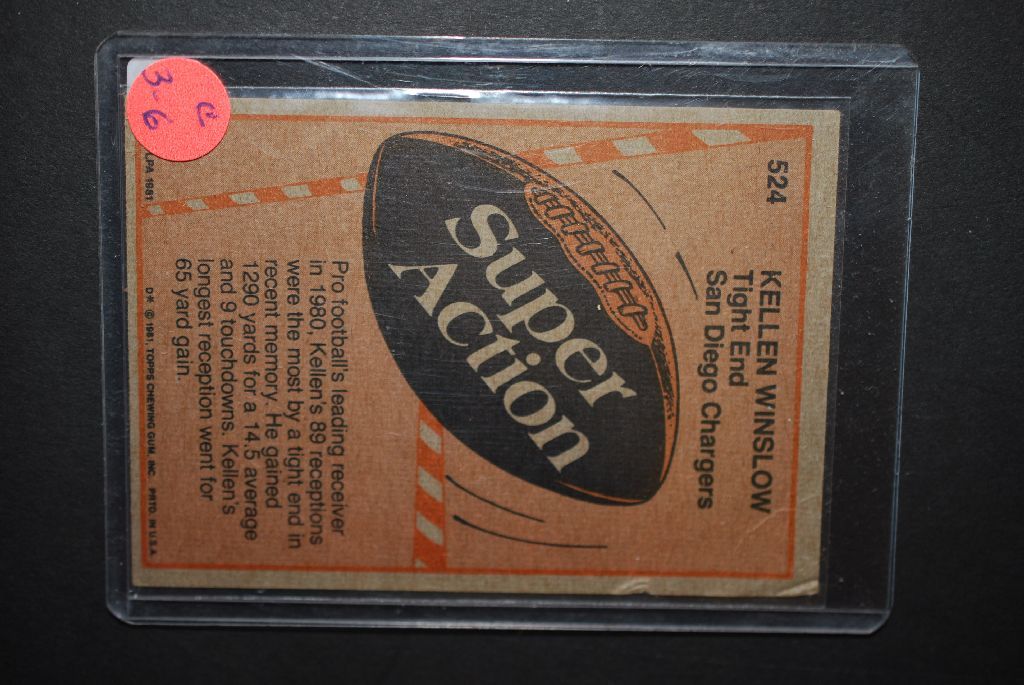 524
KELLEN WINSLOW
Tight End
San Diego Chargers
Super
Action
Pro football's leading receiver
in 1980, Kellen's 89 receptions
were the most by a tight end in
recent memory. He gained
1290 yards for a 14.5 average
and 9 touchdowns. Kellen's
longest reception went for
65 yard gain.
LPA 1981
D* © 1981, TOPPS CHEWING GUM, INC. PRTD. IN U.S.A.
3-6